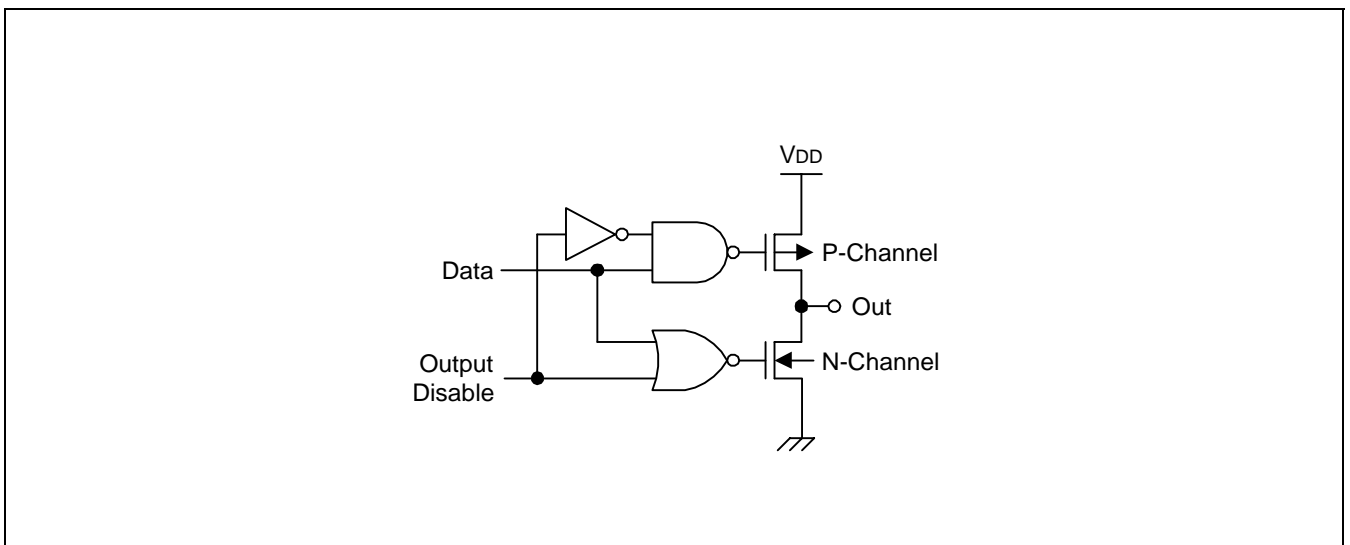 VDD
P-Channel
Data
Out
Output
Disable
N-Channel